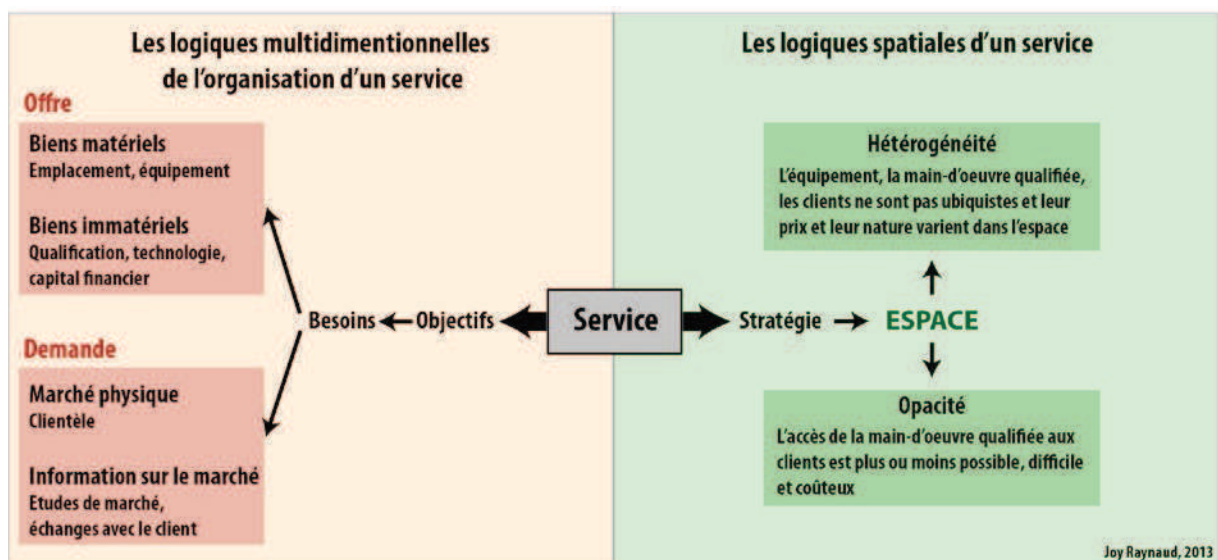 Les logiques multidimentionnelles
de l'organisation d'un service
Offre
Biens matériels
Emplacement, équipement
Biens immatériels
Qualification, technologie,
capital financier
Demande
Marché physique
Clientèle
Information sur le marché
Etudes de marché,
échanges avec le client
Besoins
Objectifs
Service
Les logiques spatiales d'un service
Stratégie
ESPACE
Hétérogénéité
L'équipement, la main-d'oeuvre qualifiée,
les clients ne sont pas ubiquistes et leur
prix et leur nature varient dans l'espace
Opacité
L'accès de la main-d'oeuvre qualifiée aux
clients est plus ou moins possible, difficile
et coûteux
Joy Raynaud, 2013